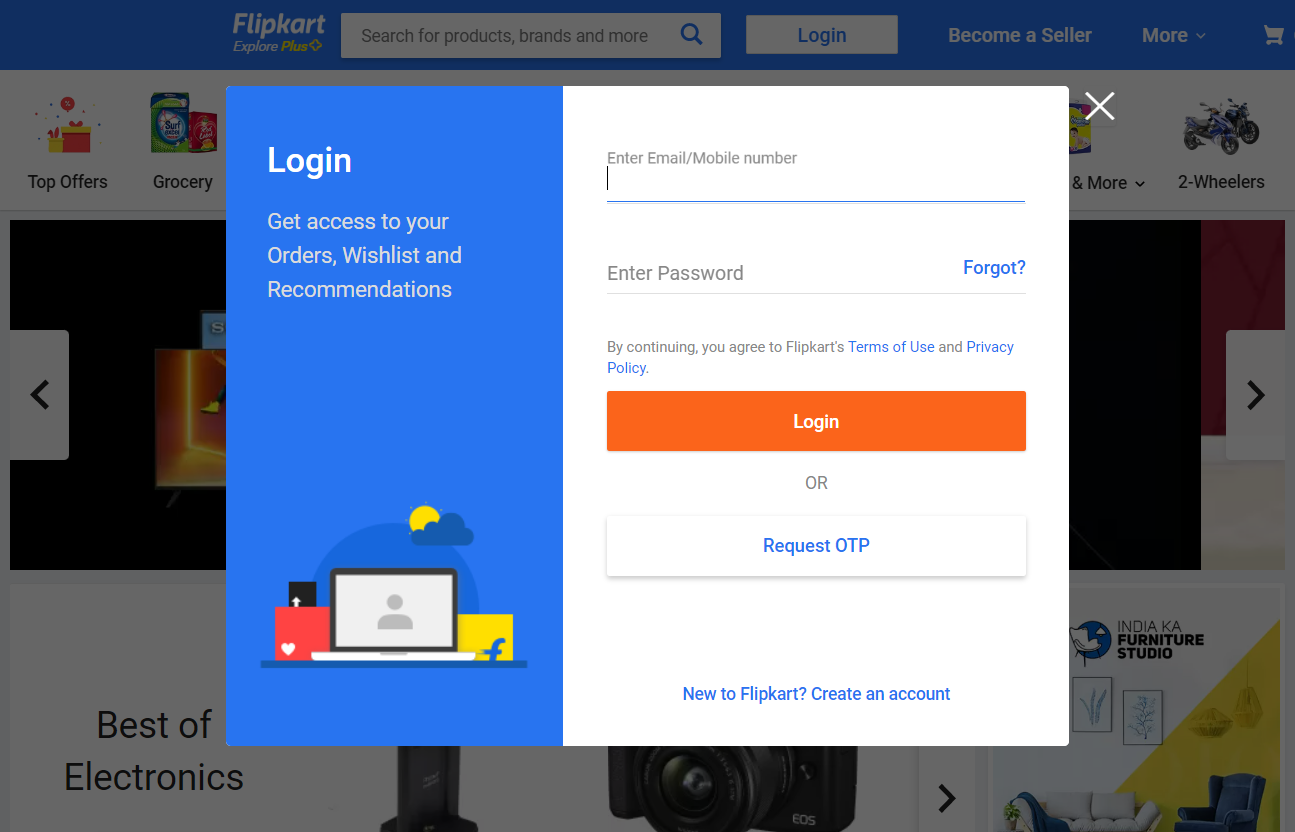 Flipkart
Explore Plus
Search for products, brands and more
Login
Become a Seller
More
Top Offers
Grocery
& More
2-Wheelers
Login
Get access to your
Orders, Wishlist and
Recommendations
Enter Email/Mobile number
Enter Password
Forgot?
By continuing, you agree to Flipkart's Terms of Use and Privacy
Policy.
Login
OR
Request OTP
New to Flipkart? Create an account
Surf
excel
INDIA KA
FURNITURE
STUDIO
Best of
Electronics
EOS